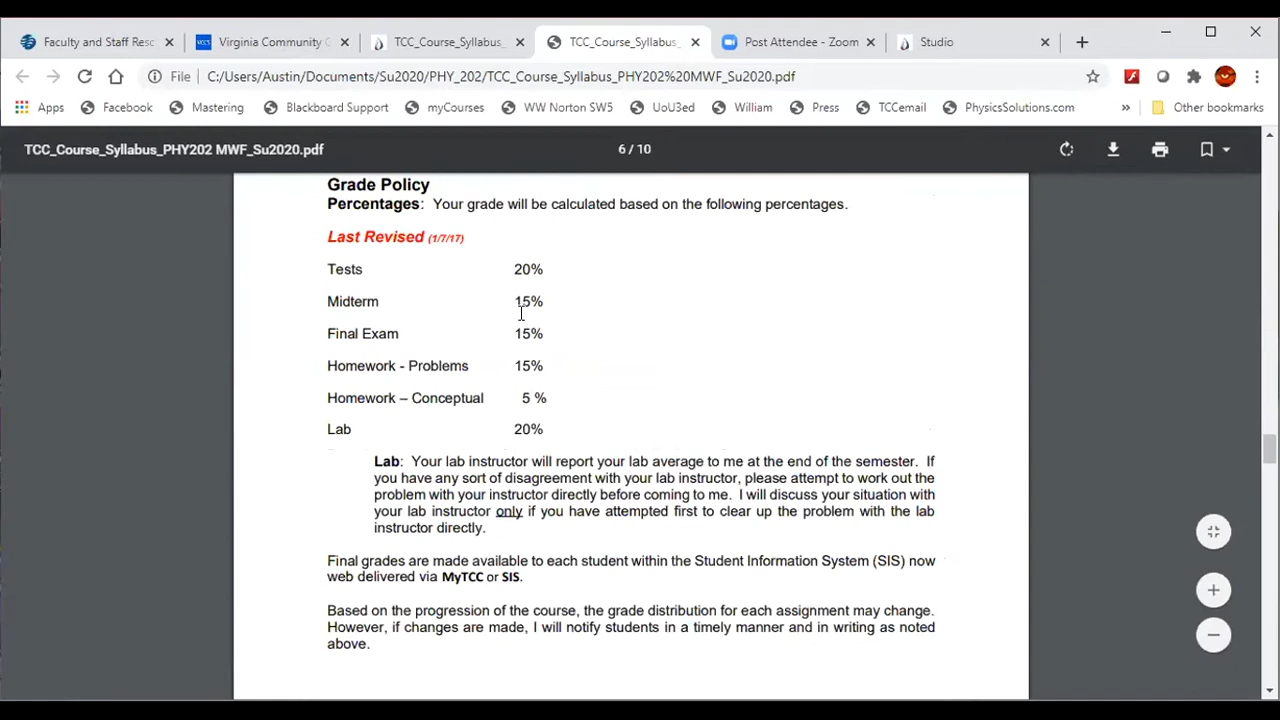 Faculty and Staff Resc
Virginia Community C
TCC_Course_Syllabus_
TCC_Course_Syllabus_
Post Attendee - Zoom
Studio
File
C:/Users/Austin/Documents/Su2020/PHY_202/TCC_Course_Syllabus_PHY202%20MWF_Su2020.pdf
Apps Facebook Mastering Blackboard Support myCourses WW Norton SW5 UoU3ed William Press TCCemail PhysicsSolutions.com » Other bookmarks
TCC_Course_Syllabus_PHY202 MWF_Su2020.pdf 6 / 10
Grade Policy
Percentages: Your grade will be calculated based on the following percentages.
Last Revised (1/7/17)
Tests 20%
Midterm 15%
Final Exam 15%
Homework - Problems 15%
Homework – Conceptual 5 %
Lab 20%
Lab: Your lab instructor will report your lab average to me at the end of the semester. If
you have any sort of disagreement with your lab instructor, please attempt to work out the
problem with your instructor directly before coming to me. I will discuss your situation with
your lab instructor only if you have attempted first to clear up the problem with the lab
instructor directly.
Final grades are made available to each student within the Student Information System (SIS) now
web delivered via MyTCC or SIS.
Based on the progression of the course, the grade distribution for each assignment may change.
However, if changes are made, I will notify students in a timely manner and in writing as noted
above.